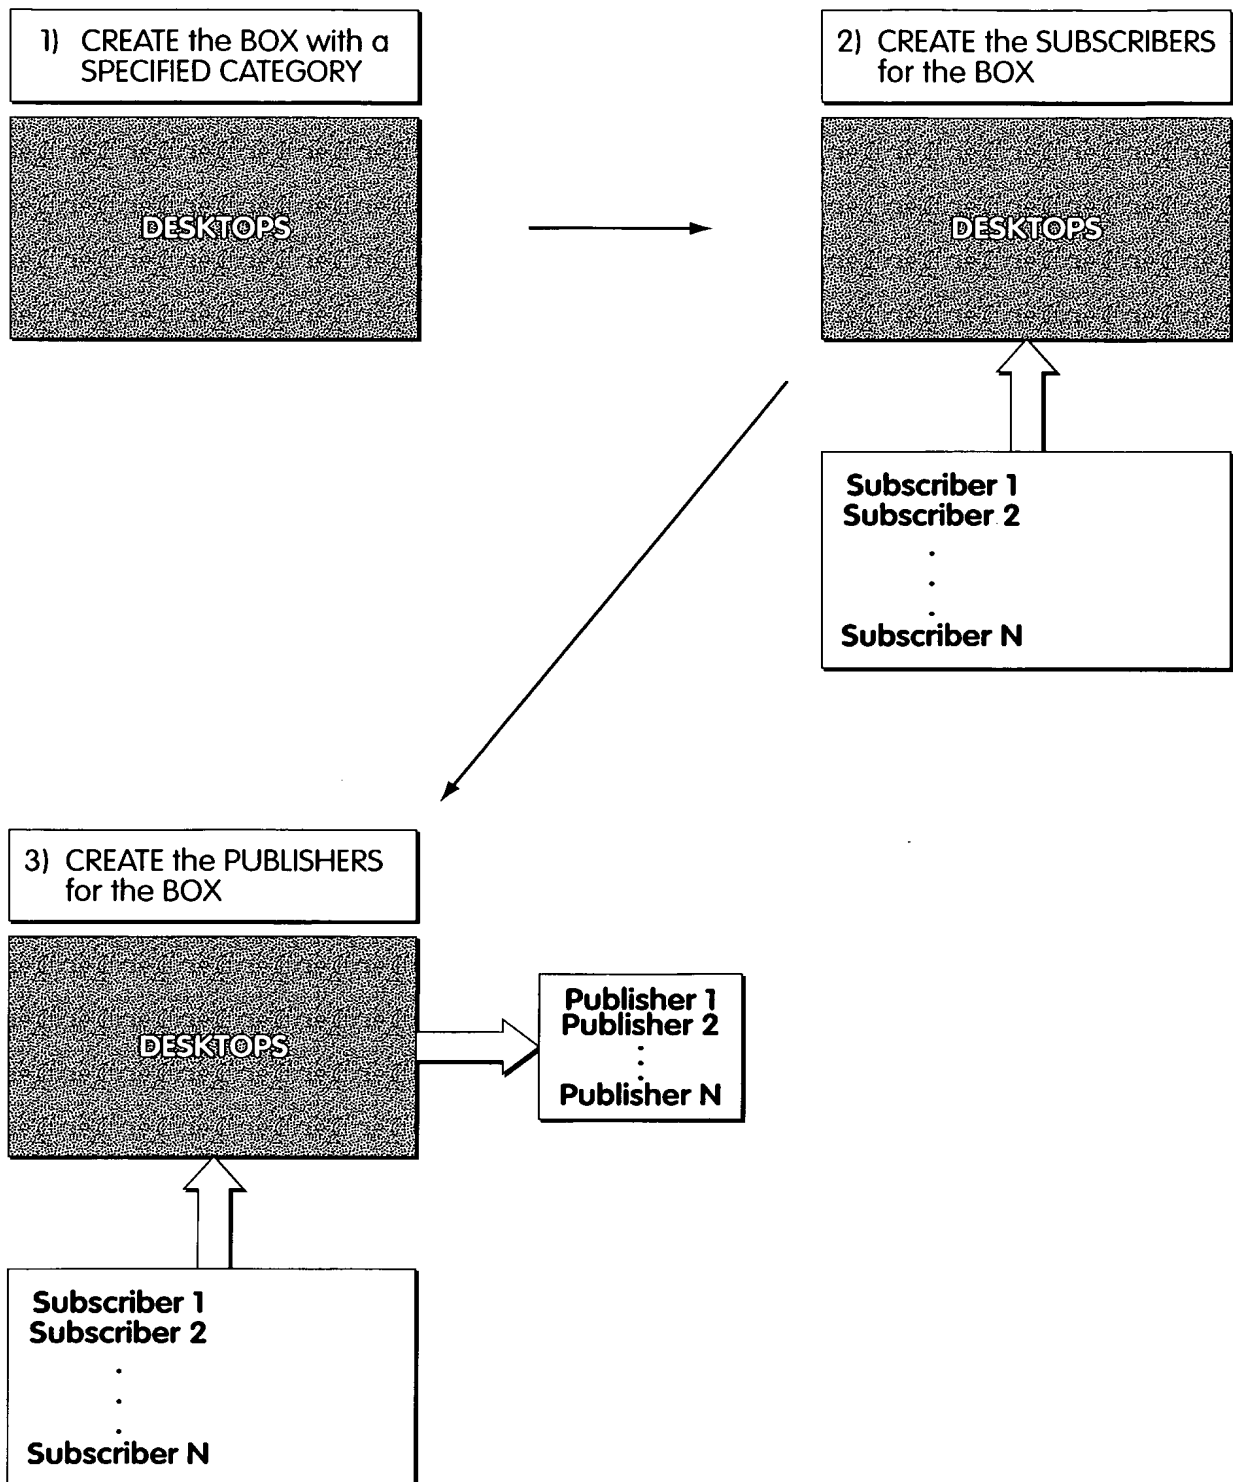 1) CREATE the BOX with a
SPECIFIED CATEGORY
DESKTOPS
2) CREATE the SUBSCRIBERS
for the BOX
DESKTOPS
Subscriber 1
Subscriber 2
.
.
.
Subscriber N
3) CREATE the PUBLISHERS
for the BOX
DESKTOPS
Publisher 1
Publisher 2
.
.
.
Publisher N
Subscriber 1
Subscriber 2
.
.
.
Subscriber N